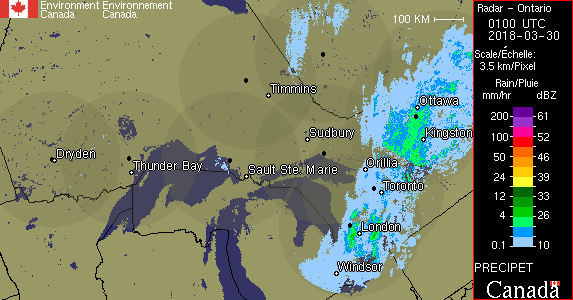 Environment Environnement
Canada Canada
100 KM
Timmins
Ottawa
Sudbury
Kingston
Dryden
Thunder Bay
Sault Ste. Marie
Orillia
Toronto
London
Windsor
Radar - Ontario
0100 UTC
2018-03-30
Scale/Échelle:
3.5 km/Pixel
Rain/Pluie
mm/hr dBZ
200 61
100 52
50 46
24 39
12 33
4 26
0.1 10
PRECIPET
Canada